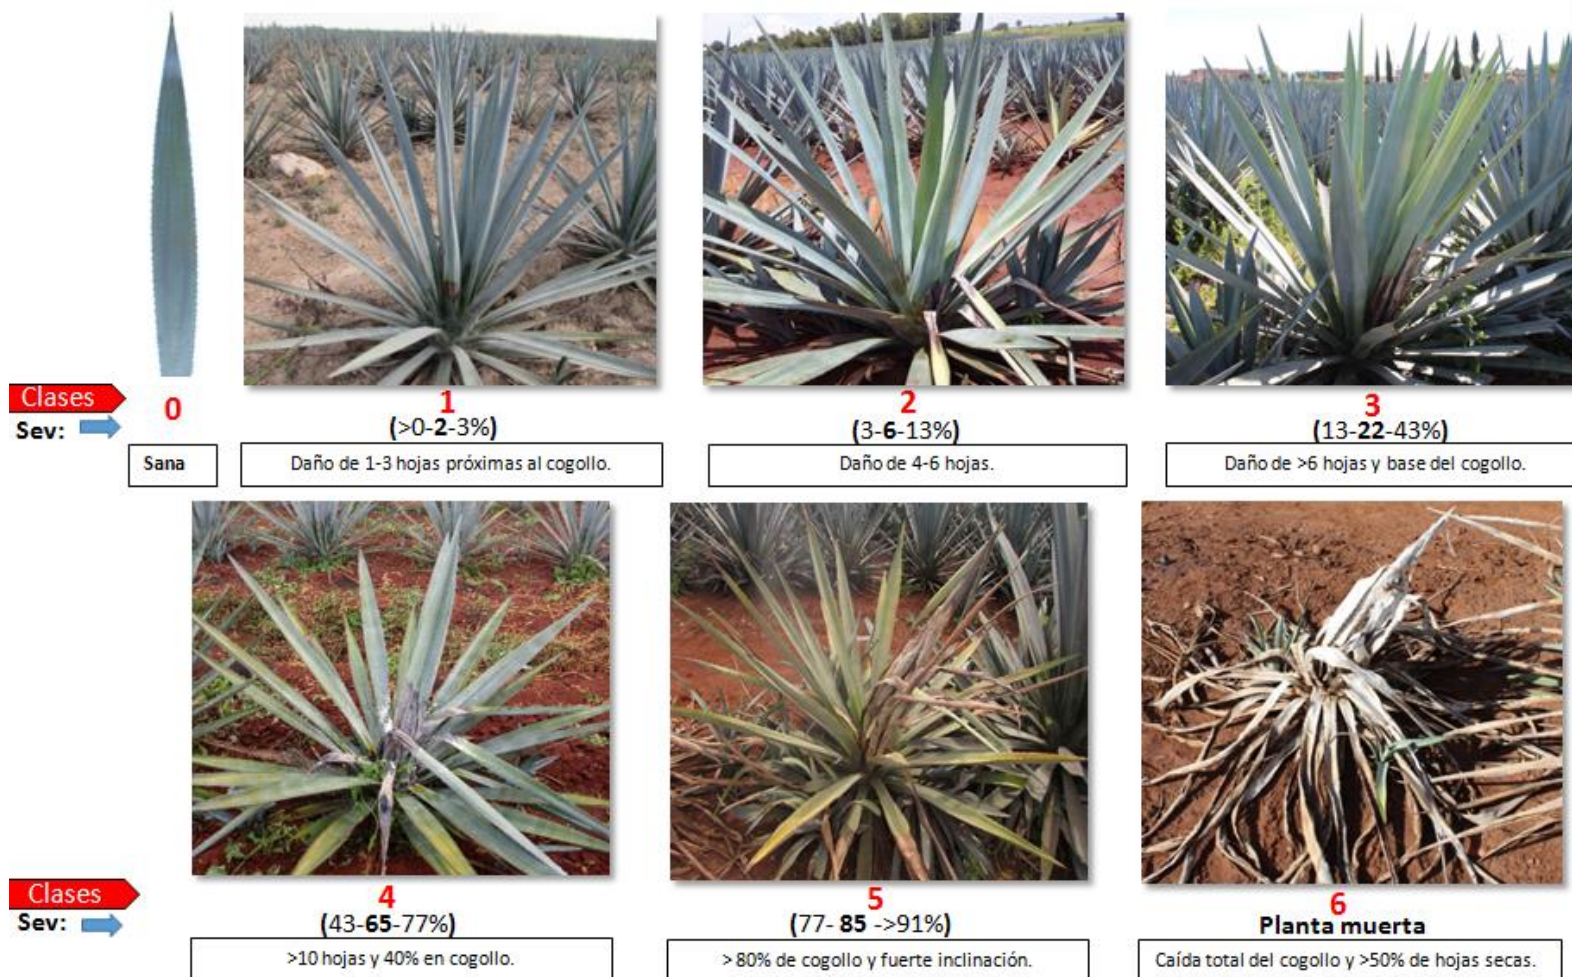 Clases
0
1
2
3
Sev:
(>0-2-3%)
(3-6-13%)
(13-22-43%)
Sana
Daño de 1-3 hojas próximas al cogollo.
Daño de 4-6 hojas.
Daño de >6 hojas y base del cogollo.
Clases
4
5
6
Sev:
(43-65-77%)
(77- 85 ->91%)
Planta muerta
>10 hojas y 40% en cogollo.
> 80% de cogollo y fuerte inclinación.
Caída total del cogollo y >50% de hojas secas.